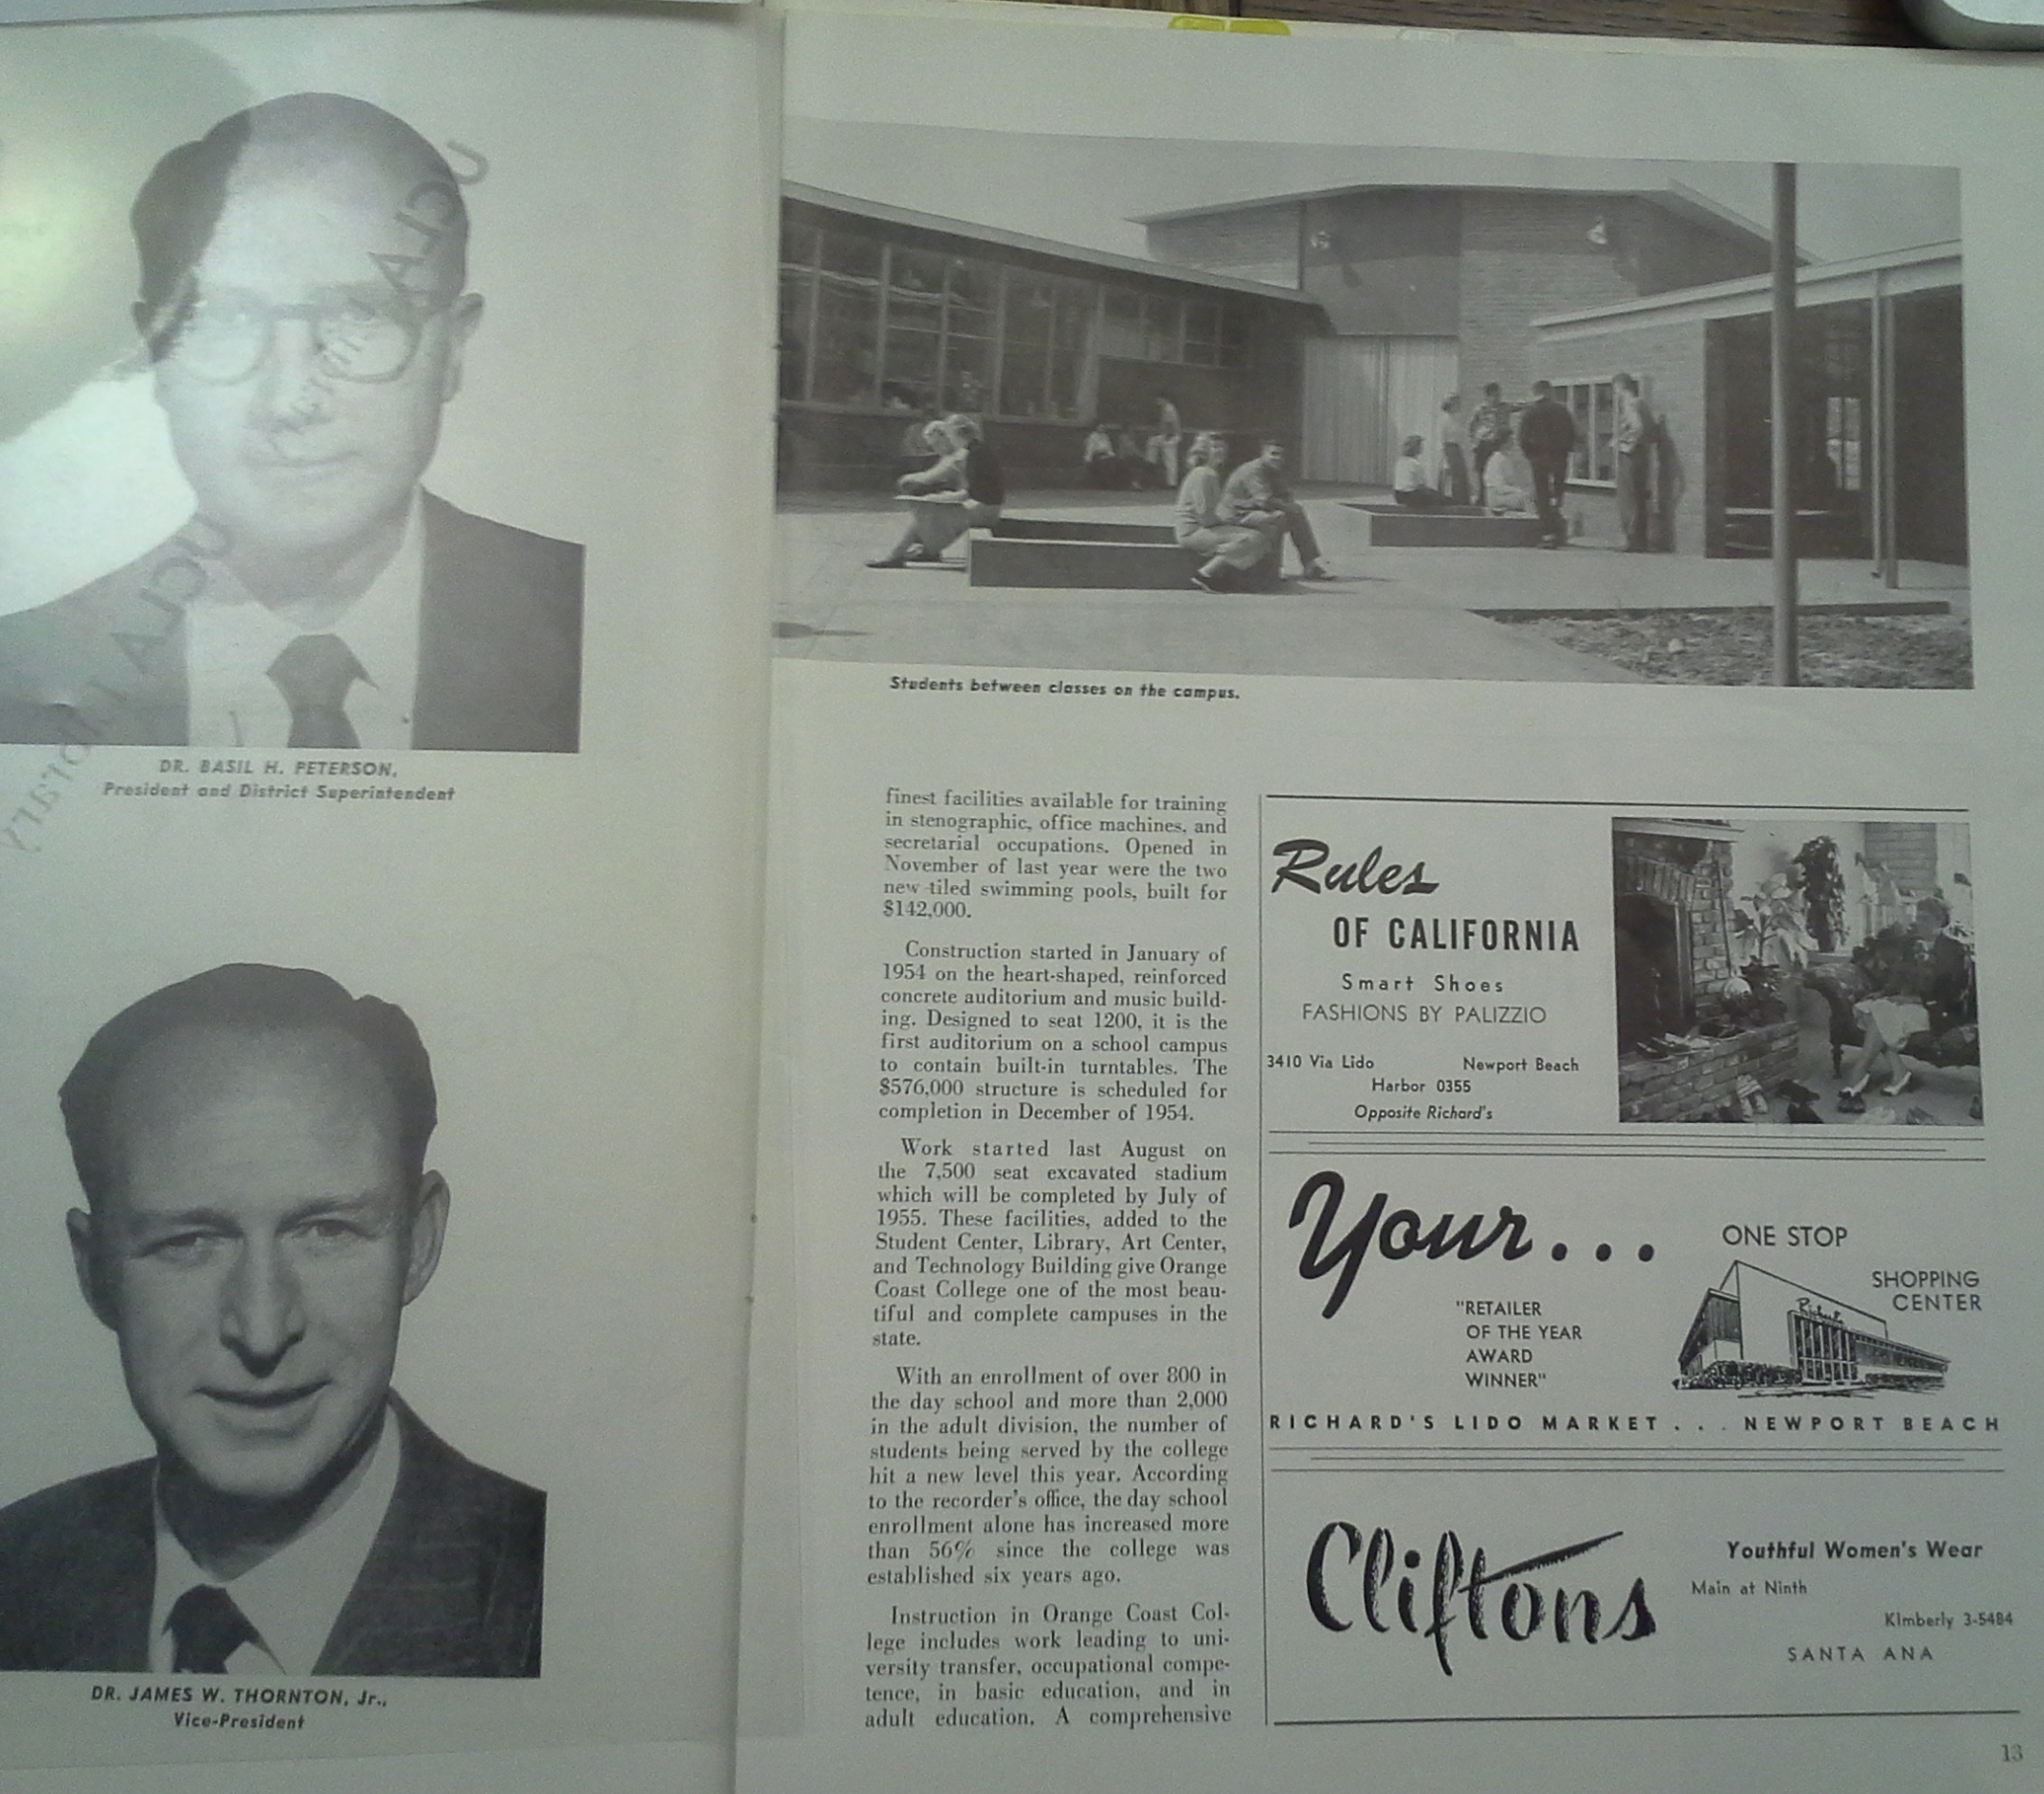 DR. BASIL H. PETERSON,
President and District Superintendent
DR. JAMES W. THORNTON, Jr.,
Vice-President
Students between classes on the campus.
finest facilities available for training
in stenographic, office machines, and
secretarial occupations. Opened in
November of last year were the two
new tiled swimming pools, built for
$142,000.
Construction started in January of
1954 on the heart-shaped, reinforced
concrete auditorium and music build-
ing. Designed to seat 1200, it is the
first auditorium on a school campus
to contain built-in turntables. The
$576,000 structure is scheduled for
completion in December of 1954.
Work started last August on
the 7,500 seat excavated stadium
which will be completed by July of
1955. These facilities, added to the
Student Center, Library, Art Center,
and Technology Building give Orange
Coast College one of the most beau-
tiful and complete campuses in the
state.
With an enrollment of over 800 in
the day school and more than 2,000
in the adult division, the number of
students being served by the college
hit a new level this year. According
to the recorder's office, the day school
enrollment alone has increased more
than 56% since the college was
established six years ago.
Instruction in Orange Coast Col-
lege includes work leading to uni-
versity transfer, occupational compe-
tence, in basic education, and in
adult education. A comprehensive
Rules
OF CALIFORNIA
Smart Shoes
FASHIONS BY PALIZZIO
3410 Via Lido Newport Beach
Harbor 0355
Opposite Richard's
Your...
ONE STOP
SHOPPING
CENTER
"RETAILER
OF THE YEAR
AWARD
WINNER"
Richard's
RICHARD'S LIDO MARKET . . . NEWPORT BEACH
Cliftons
Youthful Women's Wear
Main at Ninth
KImberly 3-5484
SANTA ANA
13